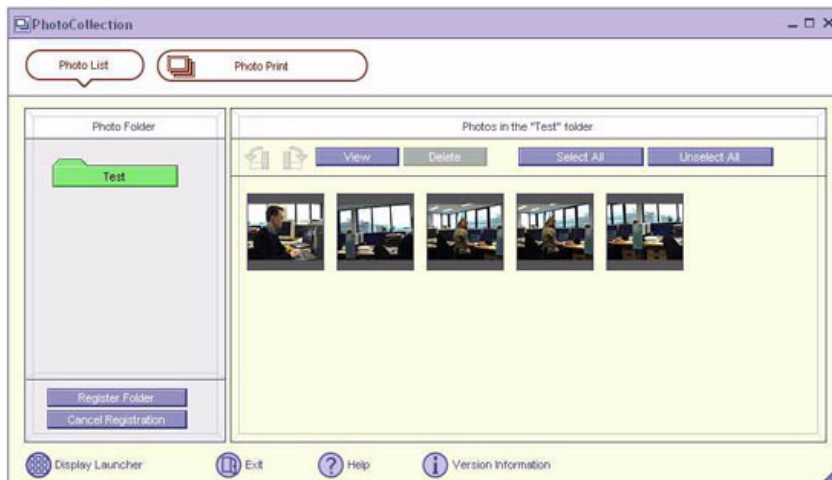 PhotoCollection
Photo List
Photo Print
Photo Folder
Photos in the "Test" folder
View
Delete
Select All
Unselect All
Test
Register Folder
Cancel Registration
Display Launcher
Exit
Help
Version Information